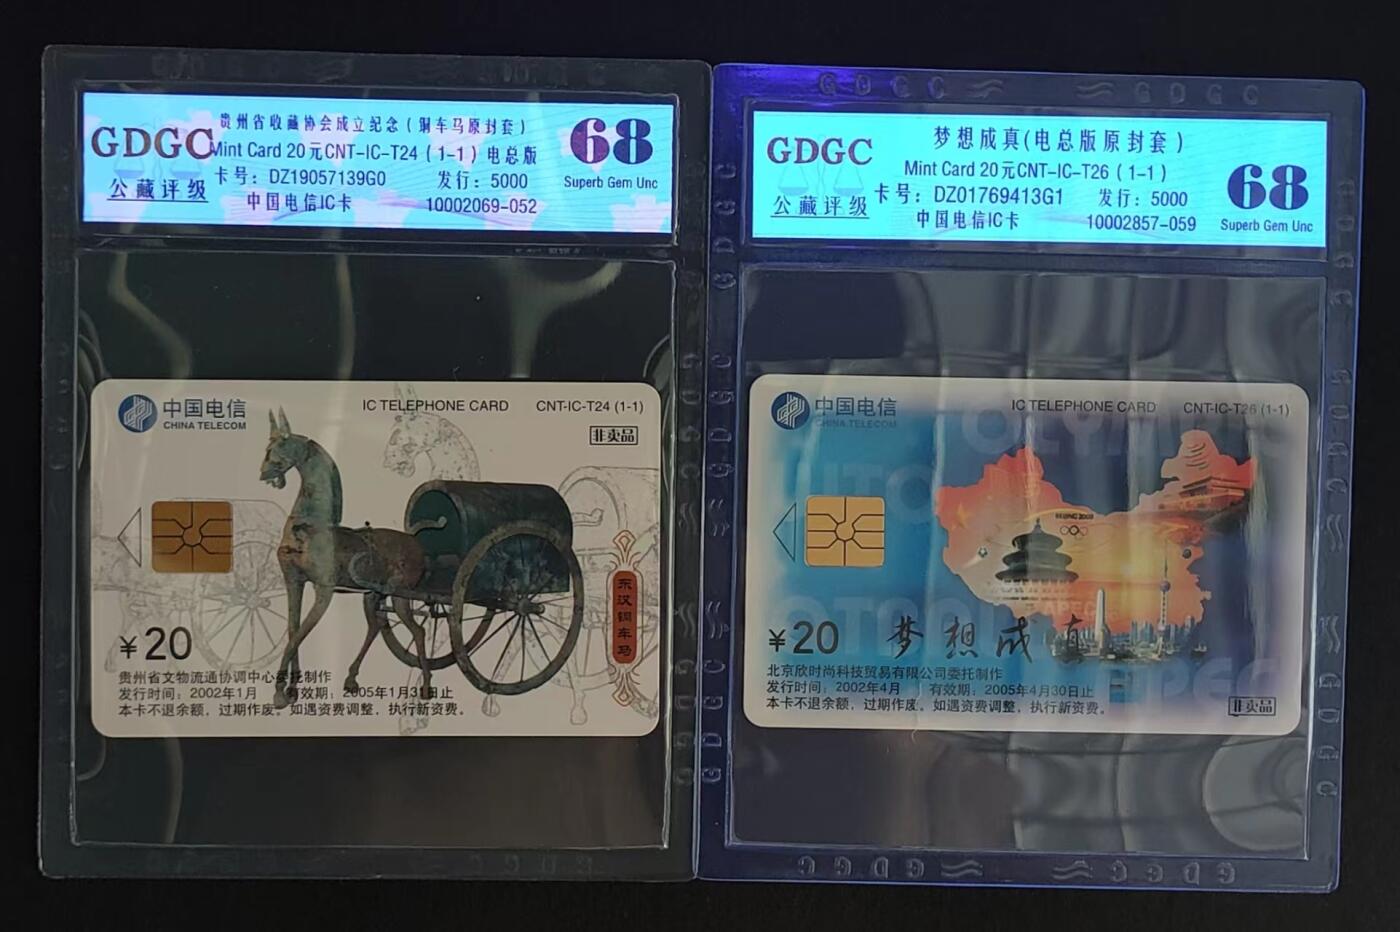 GDGC
公藏评级
贵州省收藏协会成立纪念（铜车马原封套）
Mint Card 20元CNT-IC-T24（1-1）电总版
卡号：DZ19057139G0 发行：5000
中国电信IC卡 10002069-052
68
Superb Gem Unc
中国电信
CHINA TELECOM
IC TELEPHONE CARD CNT-IC-T24 (1-1)
非卖品
东汉铜车马
¥20
贵州省文物流通协调中心委托制作
发行时间：2002年1月 有效期：2005年1月31日止
本卡不退余额，过期作废。如遇资费调整，执行新资费。
GDGC
公藏评级
梦想成真(电总版原封套)
Mint Card 20元CNT-IC-T26（1-1）
卡号：DZ01769413G1 发行：5000
中国电信IC卡 10002857-059
68
Superb Gem Unc
GDGC GDGC
中国电信
CHINA TELECOM
IC TELEPHONE CARD CNT-IC-T26 (1-1)
OLYMPIC
BEIJING 2008
APEC
¥20
梦想成真
北京欣时尚科技贸易有限公司委托制作
发行时间：2002年4月 有效期：2005年4月30日止
本卡不退余额，过期作废。如遇资费调整，执行新资费。
非卖品